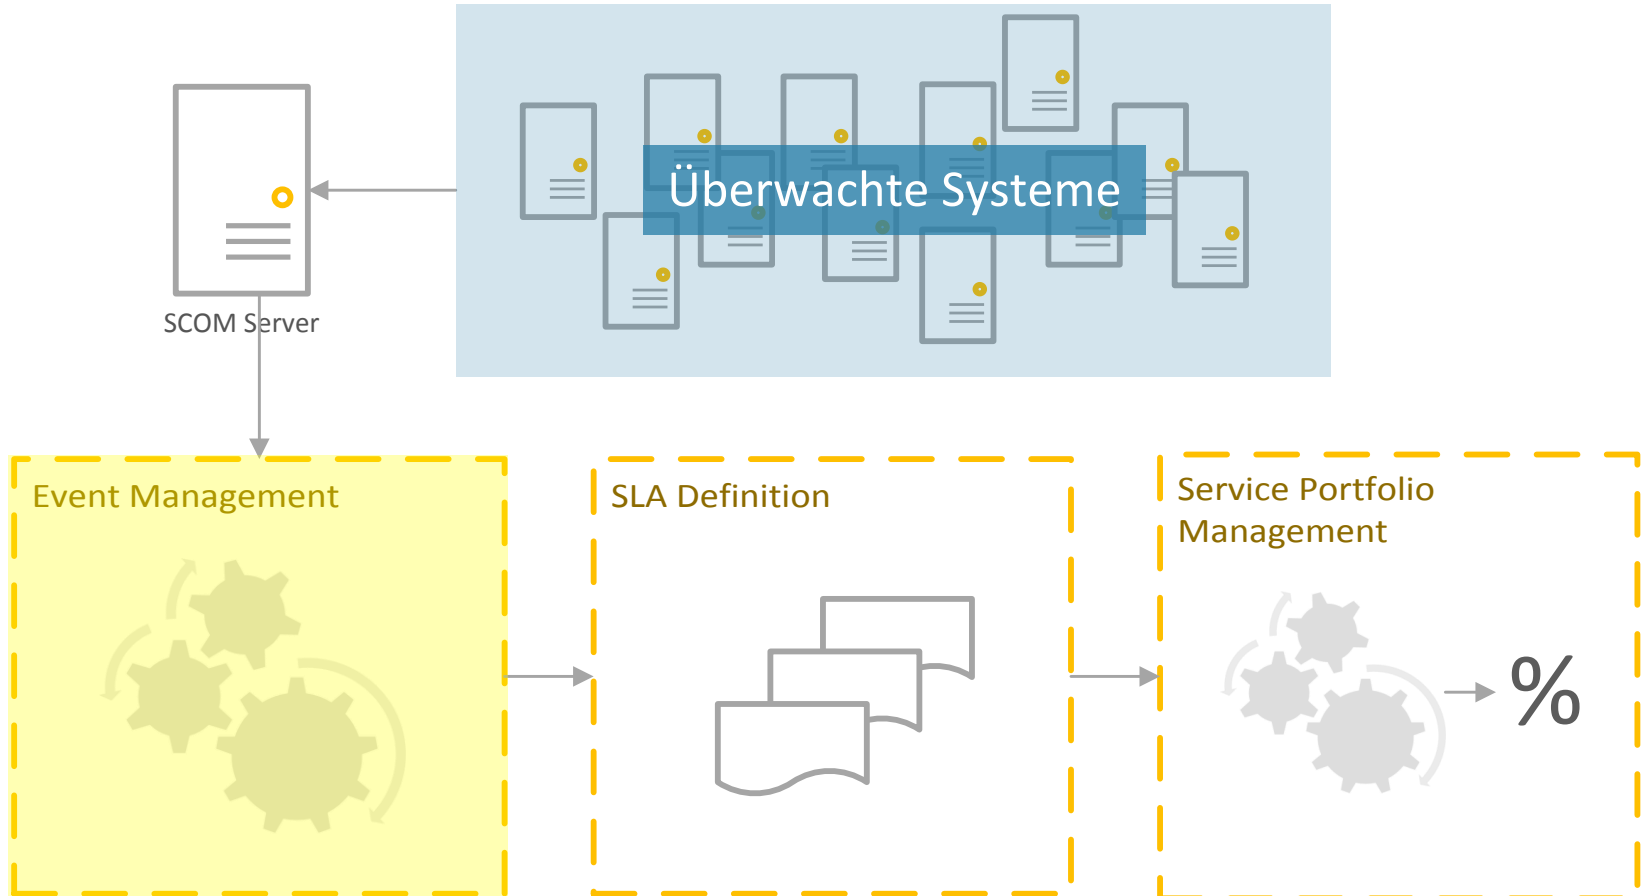 Überwachte Systeme
SCOM Server
Event Management
SLA Definition
Service Portfolio
Management
%